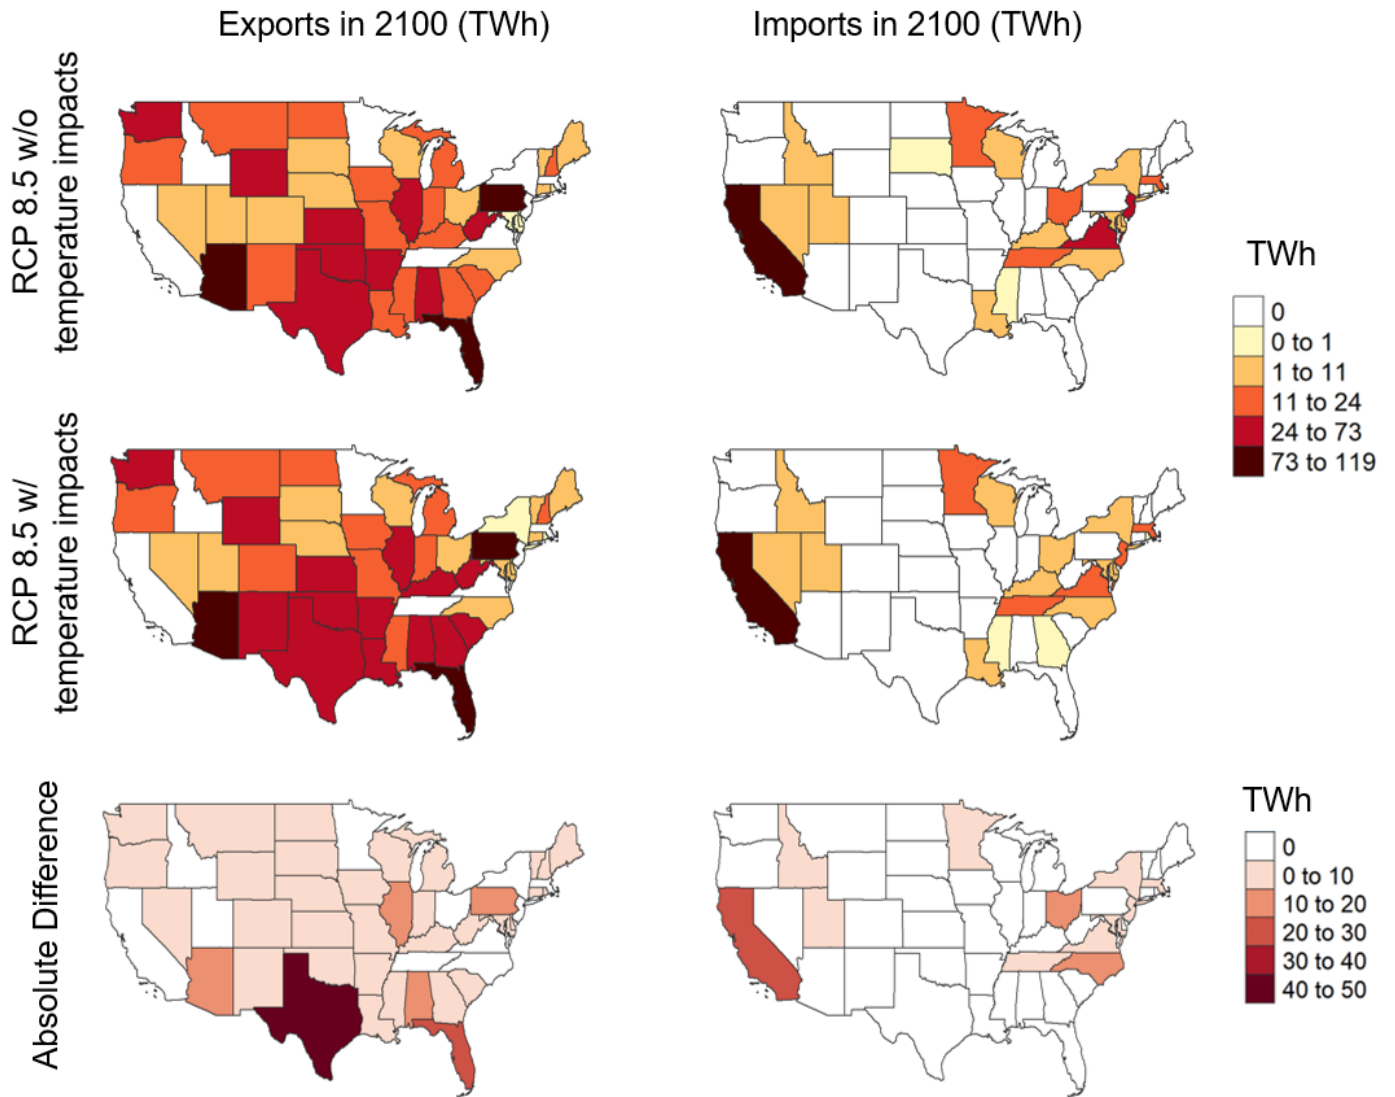 Exports in 2100 (TWh)
Imports in 2100 (TWh)
RCP 8.5 w/o
temperature impacts
TWh
0
0 to 1
1 to 11
11 to 24
24 to 73
73 to 119
RCP 8.5 w/
temperature impacts
Absolute Difference
TWh
0
0 to 10
10 to 20
20 to 30
30 to 40
40 to 50